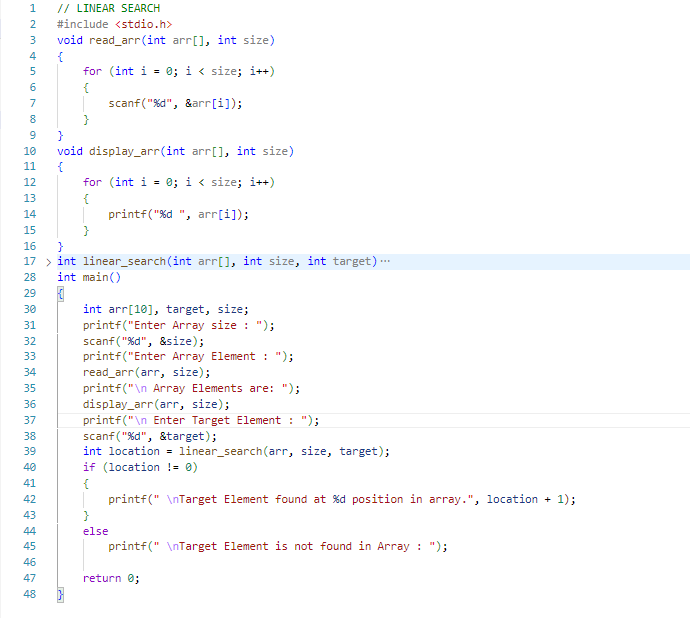 1 // LINEAR SEARCH
2 #include <stdio.h>
3 void read_arr(int arr[], int size)
4 {
5     for (int i = 0; i < size; i++)
6     {
7         scanf("%d", &arr[i]);
8     }
9 }
10 void display_arr(int arr[], int size)
11 {
12     for (int i = 0; i < size; i++)
13     {
14         printf("%d ", arr[i]);
15     }
16 }
17 > int linear_search(int arr[], int size, int target)⋯
28 int main()
29 {
30     int arr[10], target, size;
31     printf("Enter Array size : ");
32     scanf("%d", &size);
33     printf("Enter Array Element : ");
34     read_arr(arr, size);
35     printf("\n Array Elements are: ");
36     display_arr(arr, size);
37     printf("\n Enter Target Element : ");
38     scanf("%d", &target);
39     int location = linear_search(arr, size, target);
40     if (location != 0)
41     {
42         printf(" \nTarget Element found at %d position in array.", location + 1);
43     }
44     else
45         printf(" \nTarget Element is not found in Array : ");
46
47     return 0;
48 }